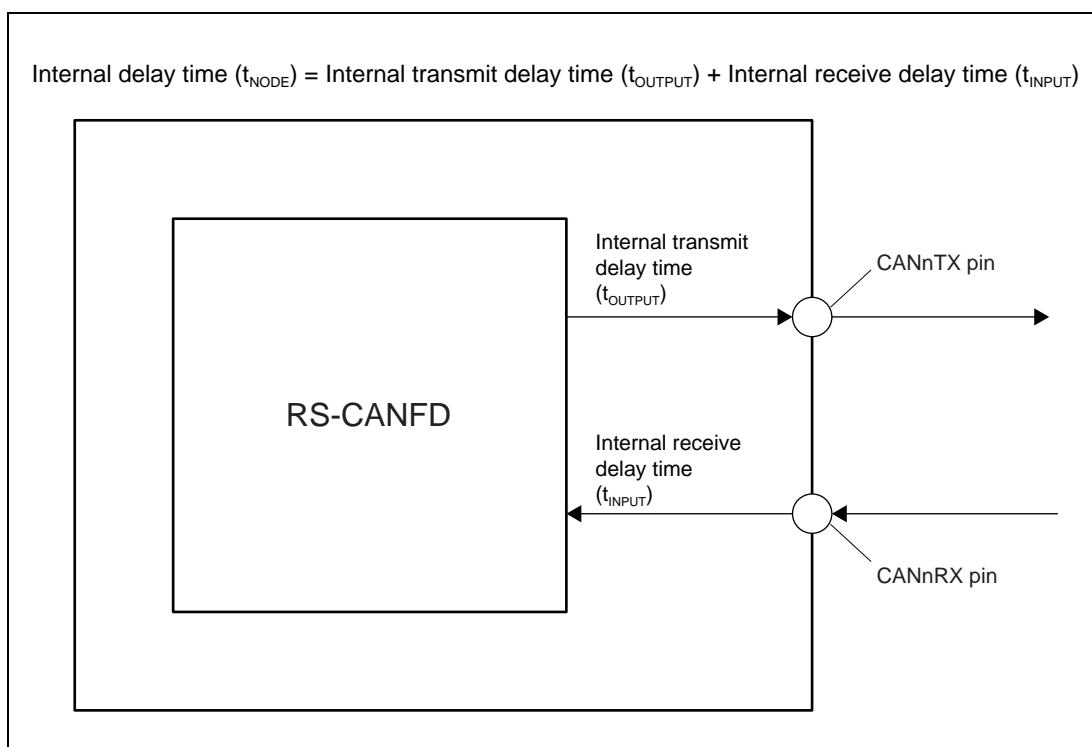 Internal delay time (tNODE) = Internal transmit delay time (tOUTPUT) + Internal receive delay time (tINPUT)
Internal transmit
delay time
(tOUTPUT)
CANnTX pin
RS-CANFD
Internal receive
delay time
(tINPUT)
CANnRX pin